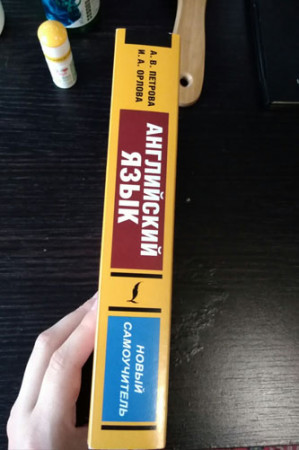 А. В. ПЕТРОВА
И. А. ОРЛОВА
АНГЛИЙСКИЙ
ЯЗЫК
НОВЫЙ
САМОУЧИТЕЛЬ